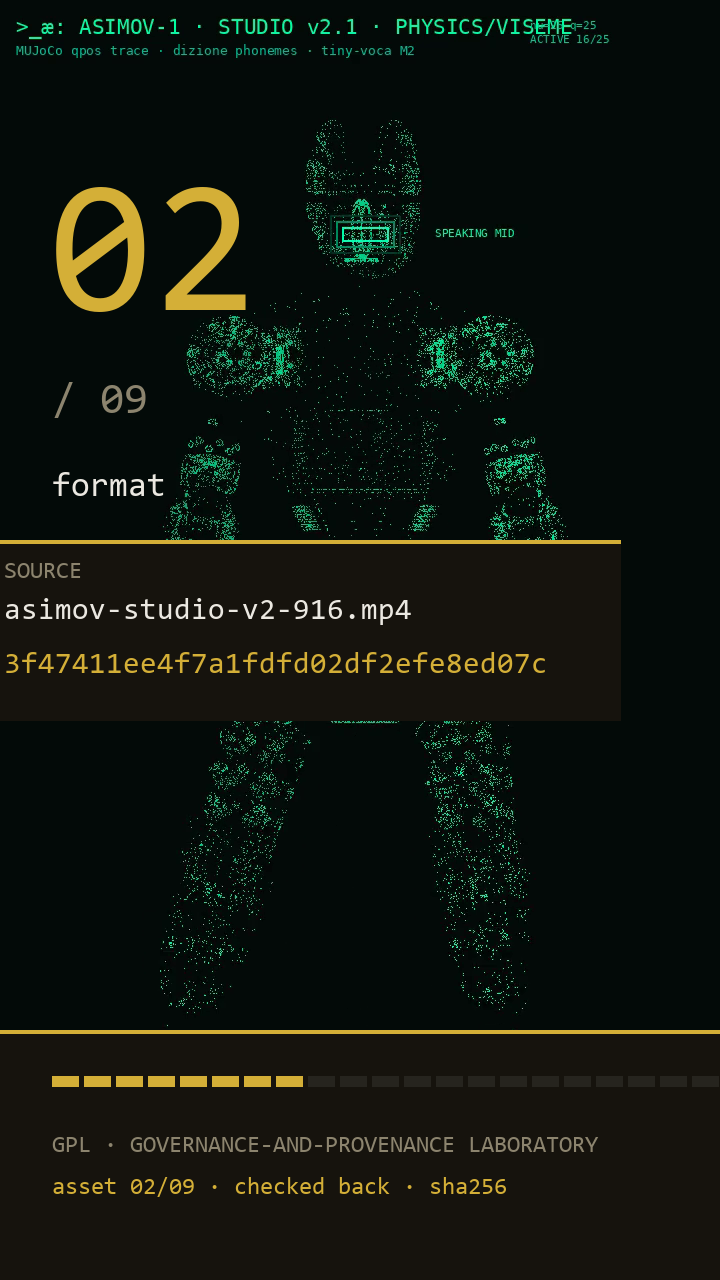 >_æ: ASIMOV-1 · STUDIO v2.1 · PHYSICS/VISEME
MUJoCo qpos trace · dizione phonemes · tiny-voca M2
q=25
ACTIVE 16/25
02
SPEAKING MID
/ 09
format
SOURCE
asimov-studio-v2-916.mp4
3f47411ee4f7a1fdfd02df2efe8ed07c
GPL · GOVERNANCE-AND-PROVENANCE LABORATORY
asset 02/09 · checked back · sha256